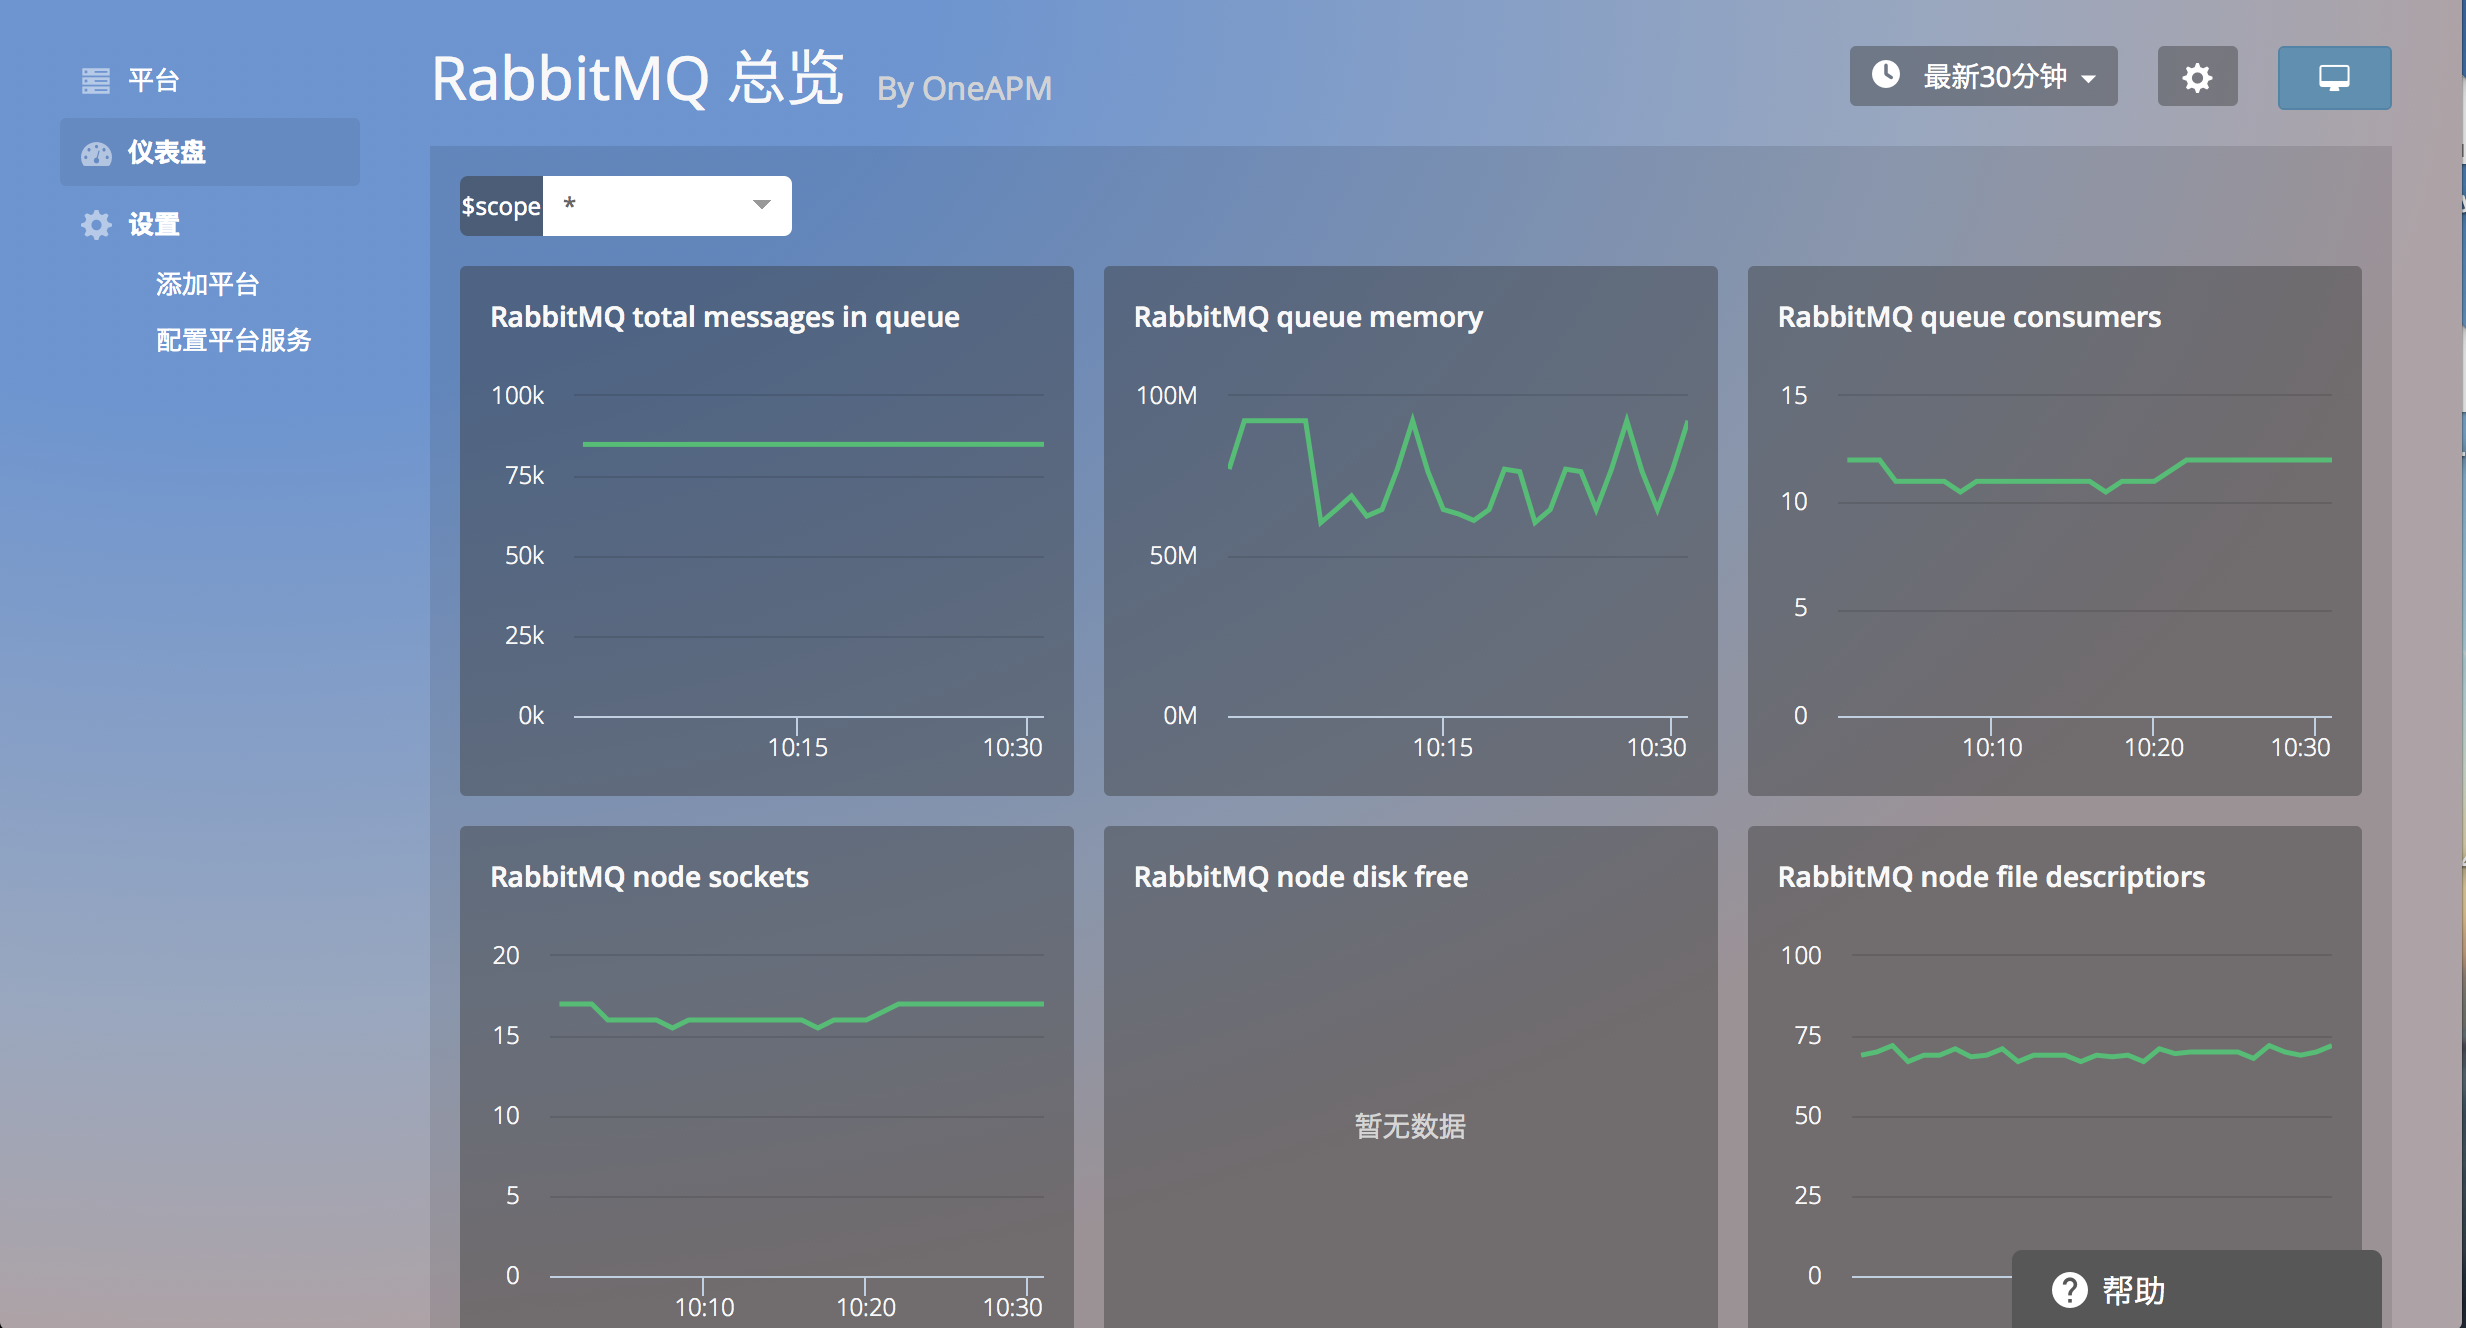 平台
仪表盘
设置
添加平台
配置平台服务
RabbitMQ 总览 By OneAPM
最新30分钟
$scope *
RabbitMQ total messages in queue
100k
75k
50k
25k
0k
10:15 10:30
RabbitMQ queue memory
100M
50M
0M
10:15 10:30
RabbitMQ queue consumers
15
10
5
0
10:10 10:20 10:30
RabbitMQ node sockets
20
15
10
5
0
10:10 10:20 10:30
RabbitMQ node disk free
暂无数据
RabbitMQ node file descriptiors
100
75
50
25
0
帮助